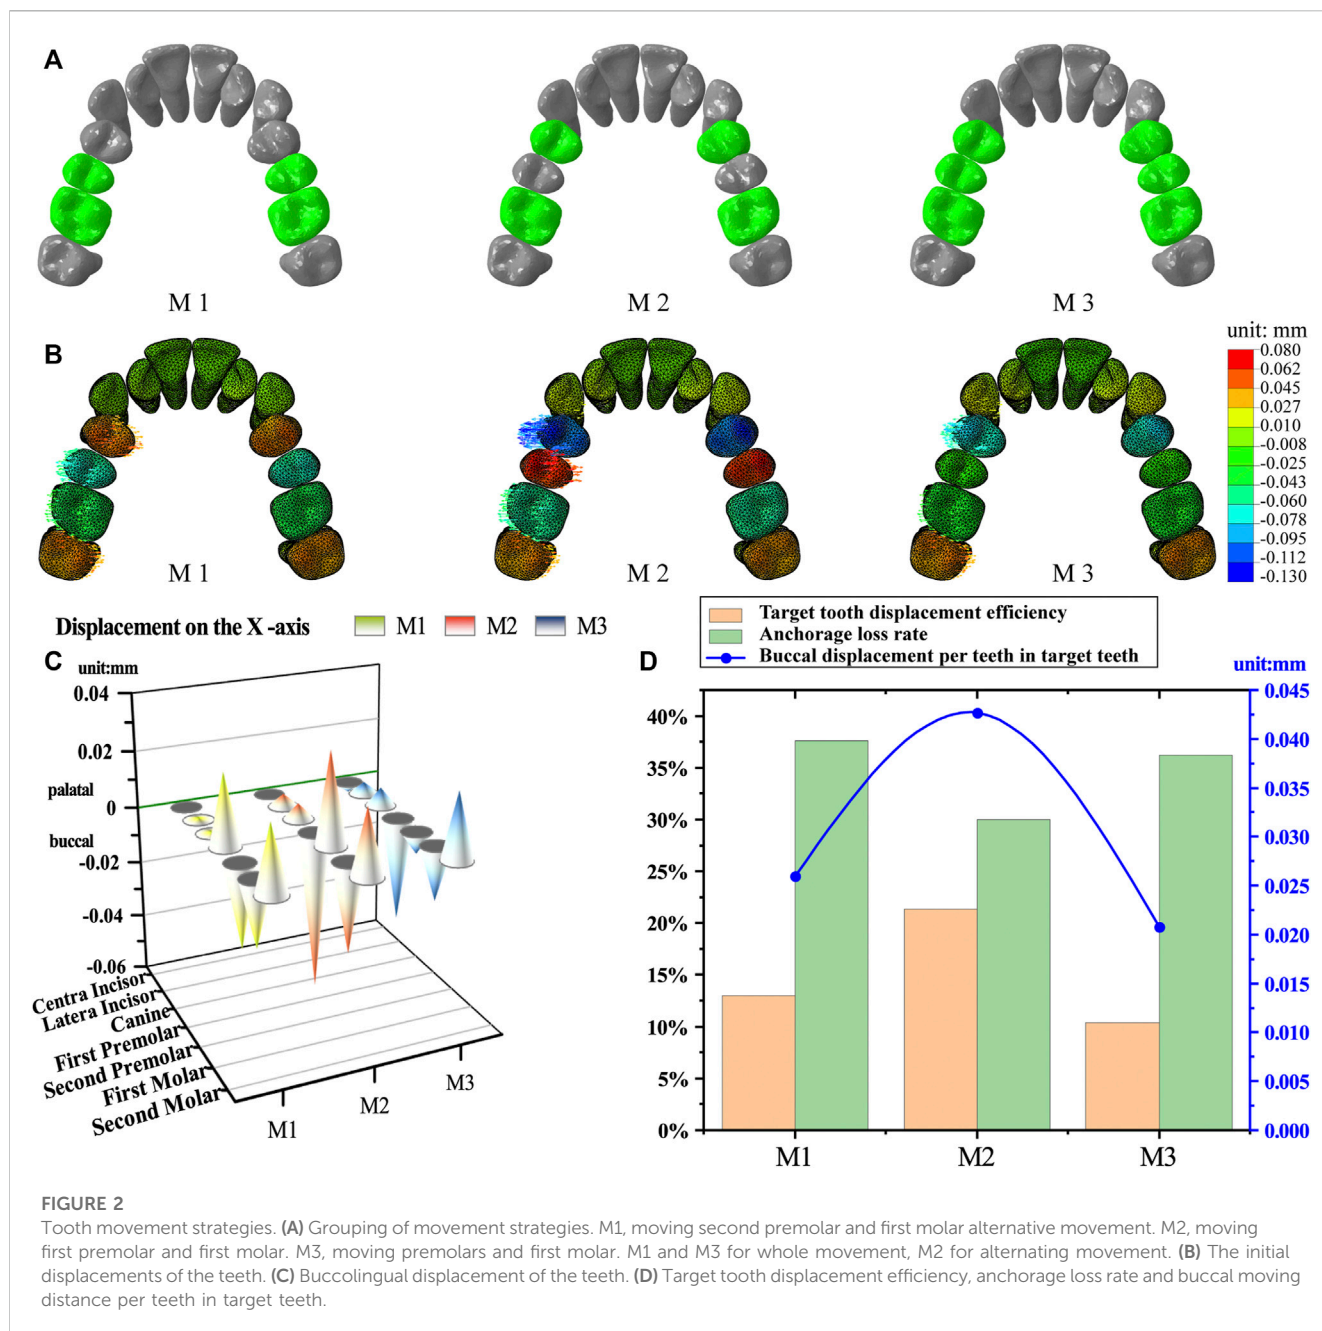 A
M 1
M 2
M 3
B
unit: mm
0.080
0.062
0.045
0.027
0.010
-0.008
-0.025
-0.043
-0.060
-0.078
-0.095
-0.112
-0.130
M 1
M 2
M 3
Displacement on the X -axis
M1
M2
M3
C
unit:mm
0.04
0.02
palatal
0
buccal
-0.02
-0.04
-0.06
Centra Incisor
Latera Incisor
Canine
First Premolar
Second Premolar
First Molar
Second Molar
M1
M2
M3
Target tooth displacement efficiency
Anchorage loss rate
Buccal displacement per teeth in target teeth
D
unit:mm
40%
35%
30%
25%
20%
15%
10%
5%
0%
0.045
0.040
0.035
0.030
0.025
0.020
0.015
0.010
0.005
0.000
M1
M2
M3
FIGURE 2
Tooth movement strategies. (A) Grouping of movement strategies. M1, moving second premolar and first molar alternative movement. M2, moving
first premolar and first molar. M3, moving premolars and first molar. M1 and M3 for whole movement, M2 for alternating movement. (B) The initial
displacements of the teeth. (C) Buccolingual displacement of the teeth. (D) Target tooth displacement efficiency, anchorage loss rate and buccal moving
distance per teeth in target teeth.